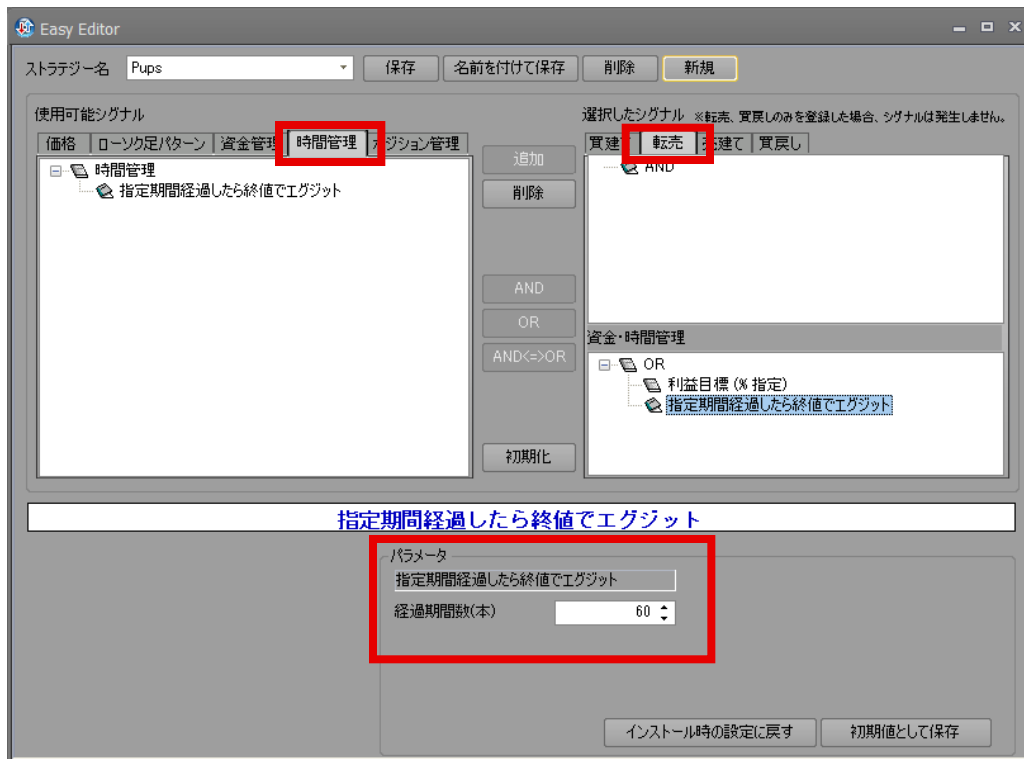 Easy Editor
ストラテジー名 Pups 保存 名前を付けて保存 削除 新規
使用可能シグナル
選択したシグナル ※転売、買戻しのみを登録した場合、シグナルは発生しません。
価格 ローソク足パターン 資金管理 時間管理 ポジション管理
買建て 転売 売建て 買戻し
時間管理
指定期間経過したら終値でエグジット
追加
削除
AND
OR
AND<=>OR
初期化
AND
資金・時間管理
OR
利益目標(%指定)
指定期間経過したら終値でエグジット
指定期間経過したら終値でエグジット
パラメータ
指定期間経過したら終値でエグジット
経過期間数(本) 60
インストール時の設定に戻す 初期値として保存